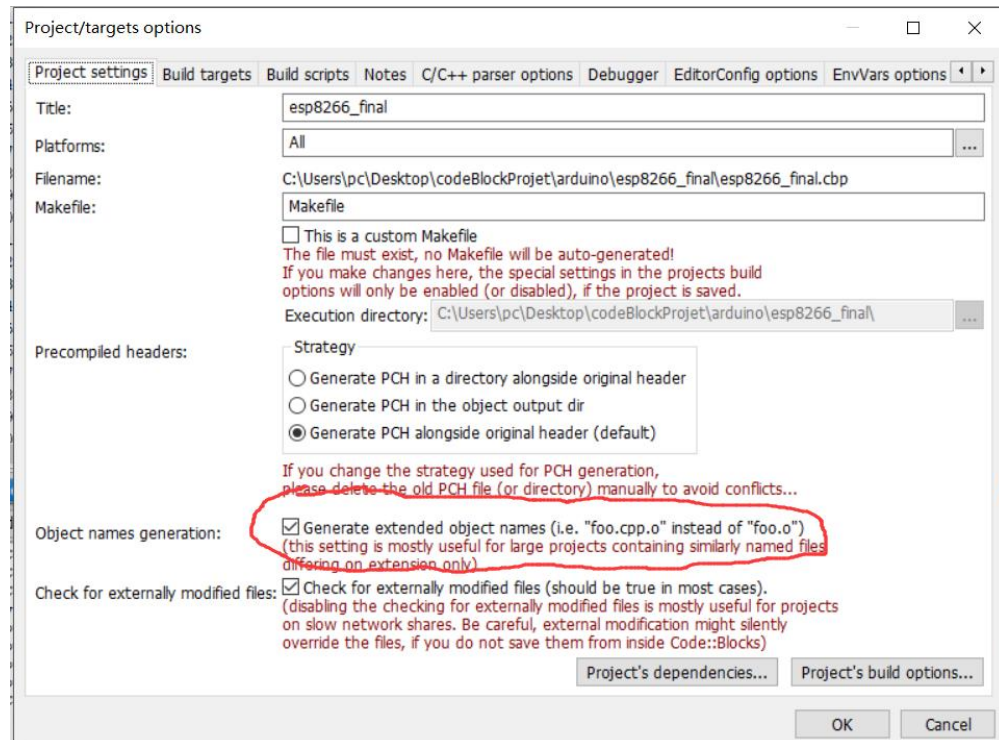 Project/targets options
Project settings Build targets Build scripts Notes C/C++ parser options Debugger EditorConfig options EnvVars options
Title: esp8266_final
Platforms: All ...
Filename: C:\Users\pc\Desktop\codeBlockProjet\arduino\esp8266_final\esp8266_final.cbp
Makefile: Makefile
This is a custom Makefile
The file must exist, no Makefile will be auto-generated!
If you make changes here, the special settings in the projects build
options will only be enabled (or disabled), if the project is saved.
Execution directory: C:\Users\pc\Desktop\codeBlockProjet\arduino\esp8266_final\ ...
Precompiled headers: Strategy
Generate PCH in a directory alongside original header
Generate PCH in the object output dir
Generate PCH alongside original header (default)
If you change the strategy used for PCH generation,
please delete the old PCH file (or directory) manually to avoid conflicts...
Object names generation: Generate extended object names (i.e. "foo.cpp.o" instead of "foo.o")
(this setting is mostly useful for large projects containing similarly named files
differing on extension only)
Check for externally modified files: Check for externally modified files (should be true in most cases).
(disabling the checking for externally modified files is mostly useful for projects
on slow network shares. Be careful, external modification might silently
override the files, if you do not save them from inside Code::Blocks)
Project's dependencies... Project's build options...
OK Cancel